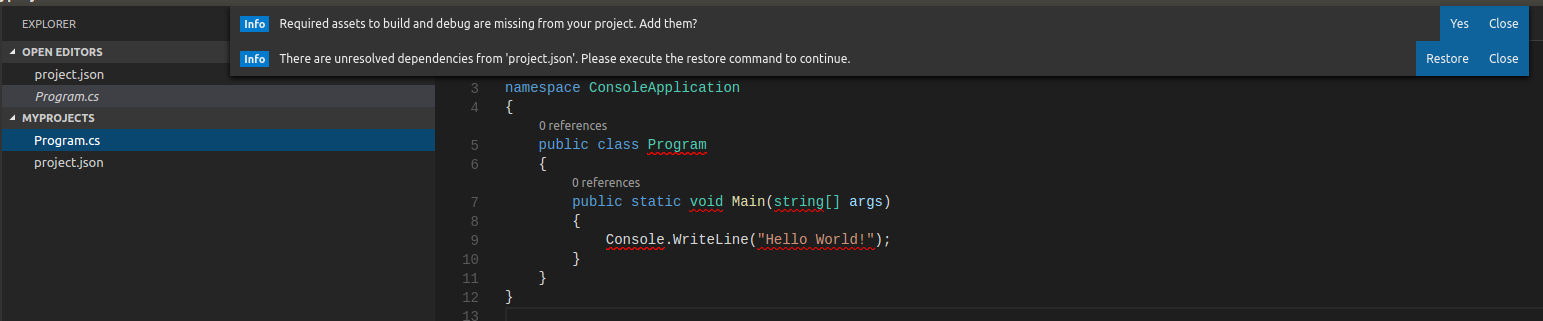 EXPLORER
Info Required assets to build and debug are missing from your project. Add them? Yes Close
OPEN EDITORS
Info There are unresolved dependencies from 'project.json'. Please execute the restore command to continue. Restore Close
project.json
Program.cs
MYPROJECTS
Program.cs
project.json
3 namespace ConsoleApplication
4 {
0 references
5 public class Program
6 {
0 references
7 public static void Main(string[] args)
8 {
9 Console.WriteLine("Hello World!");
10 }
11 }
12 }
13